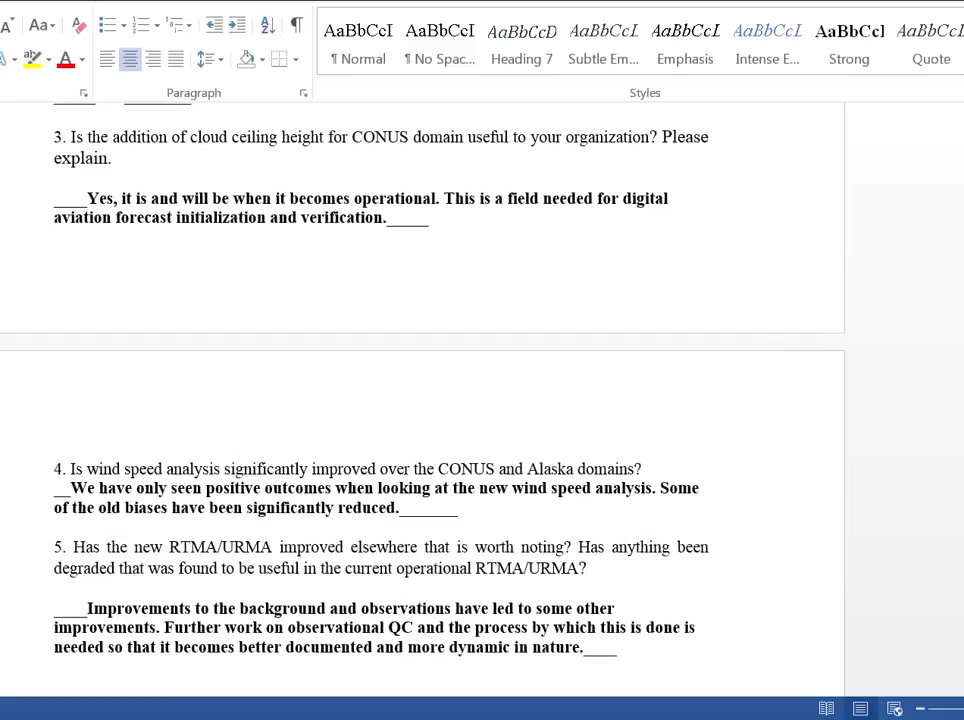 Aa
Paragraph
AaBbCcI AaBbCcI AaBbCcD AaBbCcL AaBbCcL AaBbCcL AaBbCcI AaBbCcL
¶ Normal ¶ No Spac... Heading 7 Subtle Em... Emphasis Intense E... Strong Quote
Styles
3. Is the addition of cloud ceiling height for CONUS domain useful to your organization? Please
explain.
____Yes, it is and will be when it becomes operational. This is a field needed for digital
aviation forecast initialization and verification._____
4. Is wind speed analysis significantly improved over the CONUS and Alaska domains?
__We have only seen positive outcomes when looking at the new wind speed analysis. Some
of the old biases have been significantly reduced._______
5. Has the new RTMA/URMA improved elsewhere that is worth noting? Has anything been
degraded that was found to be useful in the current operational RTMA/URMA?
____Improvements to the background and observations have led to some other
improvements. Further work on observational QC and the process by which this is done is
needed so that it becomes better documented and more dynamic in nature.____